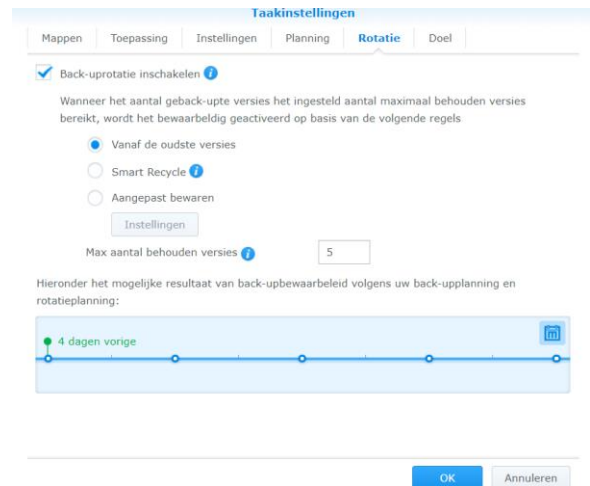 Taakinstellingen
Mappen Toepassing Instellingen Planning Rotatie Doel
Back-uprotatie inschakelen i
Wanneer het aantal geback-upte versies het ingesteld aantal maximaal behouden versies
bereikt, wordt het bewaarbeldig geactiveerd op basis van de volgende regels
Vanaf de oudste versies
Smart Recycle i
Aangepast bewaren
Instellingen
Max aantal behouden versies i 5
Hieronder het mogelijke resultaat van back-upbewaarbeleid volgens uw back-upplanning en
rotatieplanning:
4 dagen vorige
m
OK Annuleren